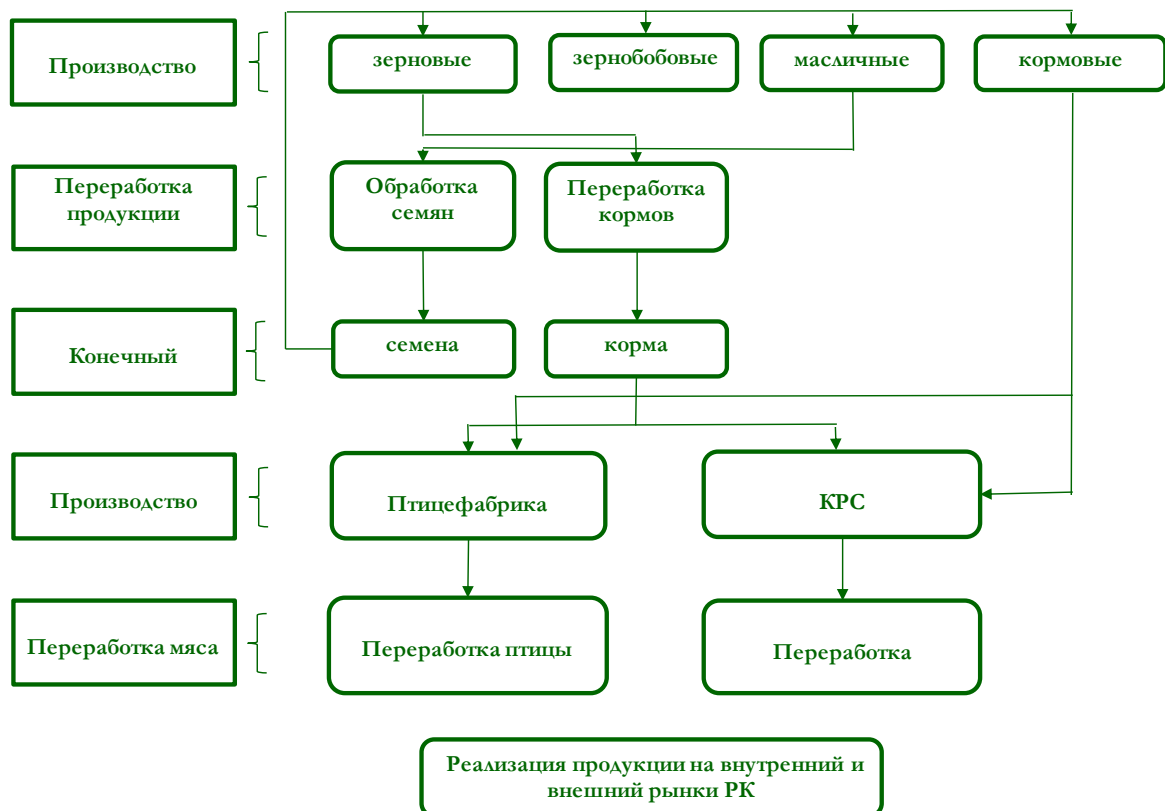 Производство
зерновые
зернобобовые
масличные
кормовые
Переработка
продукции
Обработка
семян
Переработка
кормов
Конечный
семена
корма
Производство
Птицефабрика
КРС
Переработка мяса
Переработка птицы
Переработка
Реализация продукции на внутренний и
внешний рынки РК